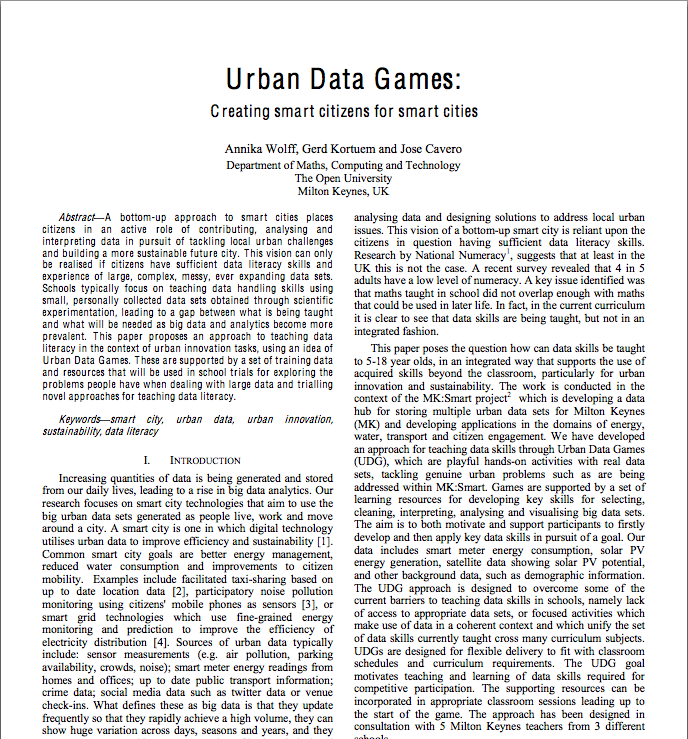 Urban Data Games:
Creating smart citizens for smart cities
Annika Wolff, Gerd Kortuem and Jose Cavero
Department of Maths, Computing and Technology
The Open University
Milton Keynes, UK
Abstract—A bottom-up approach to smart cities places
citizens in an active role of contributing, analysing and
interpreting data in pursuit of tackling local urban challenges
and building a more sustainable future city. This vision can only
be realised if citizens have sufficient data literacy skills and
experience of large, complex, messy, ever expanding data sets.
Schools typically focus on teaching data handling skills using
small, personally collected data sets obtained through scientific
experimentation, leading to a gap between what is being taught
and what will be needed as big data and analytics become more
prevalent. This paper proposes an approach to teaching data
literacy in the context of urban innovation tasks, using an idea of
Urban Data Games. These are supported by a set of training data
and resources that will be used in school trials for exploring the
problems people have when dealing with large data and trialling
novel approaches for teaching data literacy.
Keywords—smart city, urban data, urban innovation,
sustainability, data literacy
I. INTRODUCTION
Increasing quantities of data is being generated and stored
from our daily lives, leading to a rise in big data analytics. Our
research focuses on smart city technologies that aim to use the
big urban data sets generated as people live, work and move
around a city. A smart city is one in which digital technology
utilises urban data to improve efficiency and sustainability [1].
Common smart city goals are better energy management,
reduced water consumption and improvements to citizen
mobility. Examples include facilitated taxi-sharing based on
up to date location data [2], participatory noise pollution
monitoring using citizens' mobile phones as sensors [3], or
smart grid technologies which use fine-grained energy
monitoring and prediction to improve the efficiency of
electricity distribution [4]. Sources of urban data typically
include: sensor measurements (e.g. air pollution, parking
availability, crowds, noise); smart meter energy readings from
homes and offices; up to date public transport information;
crime data; social media data such as twitter data or venue
check-ins. What defines these as big data is that they update
frequently so that they rapidly achieve a high volume, they can
show huge variation across days, seasons and years, and they
analysing data and designing solutions to address local urban
issues. This vision of a bottom-up smart city is reliant upon the
citizens in question having sufficient data literacy skills.
Research by National Numeracy1, suggests that at least in the
UK this is not the case. A recent survey revealed that 4 in 5
adults have a low level of numeracy. A key issue identified was
that maths taught in school did not overlap enough with maths
that could be used in later life. In fact, in the current curriculum
it is clear to see that data skills are being taught, but not in an
integrated fashion.
This paper poses the question how can data skills be taught
to 5-18 year olds, in an integrated way that supports the use of
acquired skills beyond the classroom, particularly for urban
innovation and sustainability. The work is conducted in the
context of the MK:Smart project2 which is developing a data
hub for storing multiple urban data sets for Milton Keynes
(MK) and developing applications in the domains of energy,
water, transport and citizen engagement. We have developed
an approach for teaching data skills through Urban Data Games
(UDG), which are playful hands-on activities with real data
sets, tackling genuine urban problems such as are being
addressed within MK:Smart. Games are supported by a set of
learning resources for developing key skills for selecting,
cleaning, interpreting, analysing and visualising big data sets.
The aim is to both motivate and support participants to firstly
develop and then apply key data skills in pursuit of a goal. Our
data includes smart meter energy consumption, solar PV
energy generation, satellite data showing solar PV potential,
and other background data, such as demographic information.
The UDG approach is designed to overcome some of the
current barriers to teaching data skills in schools, namely lack
of access to appropriate data sets, or focused activities which
make use of data in a coherent context and which unify the set
of data skills currently taught cross many curriculum subjects.
UDGs are designed for flexible delivery to fit with classroom
schedules and curriculum requirements. The UDG goal
motivates teaching and learning of data skills required for
competitive participation. The supporting resources can be
incorporated in appropriate classroom sessions leading up to
the start of the game. The approach has been designed in
consultation with 5 Milton Keynes teachers from 3 different